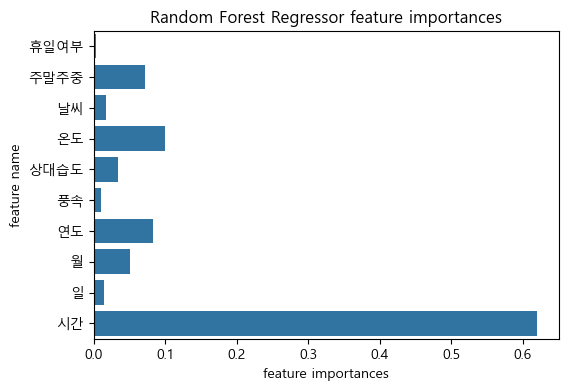 Random Forest Regressor feature importances
feature name
휴일여부
주말주중
날씨
온도
상대습도
풍속
연도
월
일
시간
0.0 0.1 0.2 0.3 0.4 0.5 0.6
feature importances